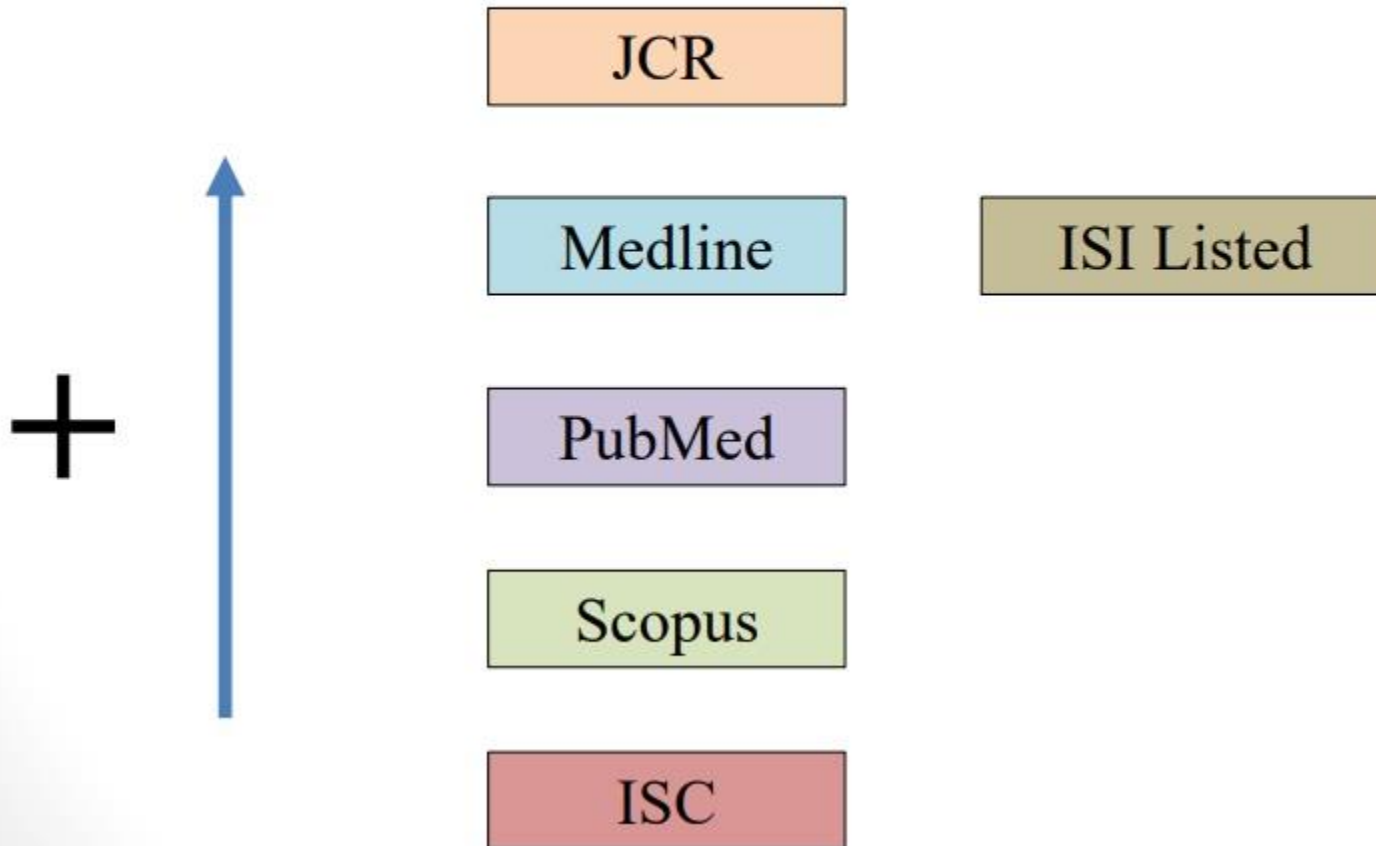 JCR
Medline
ISI Listed
+
PubMed
Scopus
ISC